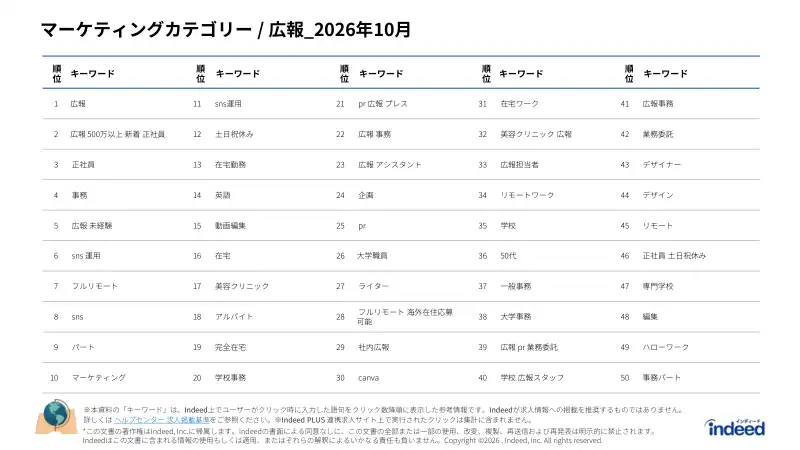 マーケティングカテゴリー / 広報_2026年10月
順位 キーワード 順位 キーワード 順位 キーワード 順位 キーワード 順位 キーワード
1 広報 11 sns運用 21 pr 広報 プレス 31 在宅ワーク 41 広報事務
2 広報 500万以上 新着 正社員 12 土日祝休み 22 広報 事務 32 美容クリニック 広報 42 業務委託
3 正社員 13 在宅勤務 23 広報 アシスタント 33 広報担当者 43 デザイナー
4 事務 14 英語 24 企画 34 リモートワーク 44 デザイン
5 広報 未経験 15 動画編集 25 pr 35 学校 45 リモート
6 sns 運用 16 在宅 26 大学職員 36 50代 46 正社員 土日祝休み
7 フルリモート 17 美容クリニック 27 ライター 37 一般事務 47 専門学校
8 sns 18 アルバイト 28 フルリモート 海外在住応募可能 38 大学事務 48 編集
9 パート 19 完全在宅 29 社内広報 39 広報 pr 業務委託 49 ハローワーク
10 マーケティング 20 学校事務 30 canva 40 学校 広報スタッフ 50 事務パート
※本資料の「キーワード」は、Indeed上でユーザーがクリック時に入力した語句をクリック数降順に表示した参考情報です。Indeedが求人情報への掲載を推奨するものではありません。
詳しくは ヘルプセンター 求人掲載基準をご参照ください。※Indeed PLUS 連携求人サイト上で実行されたクリックは集計に含まれません。
*この文書の著作権はIndeed, Inc.に帰属します。Indeedの書面による同意なしに、この文書の全部または一部の使用、改変、複製、再送信および再発表は明示的に禁止されます。
Indeedはこの文書に含まれる情報の使用もしくは適用、またはそれらの解釈によるいかなる責任も負いません。Copyright ©2026 , Indeed, Inc. All rights reserved.
インディード
indeed